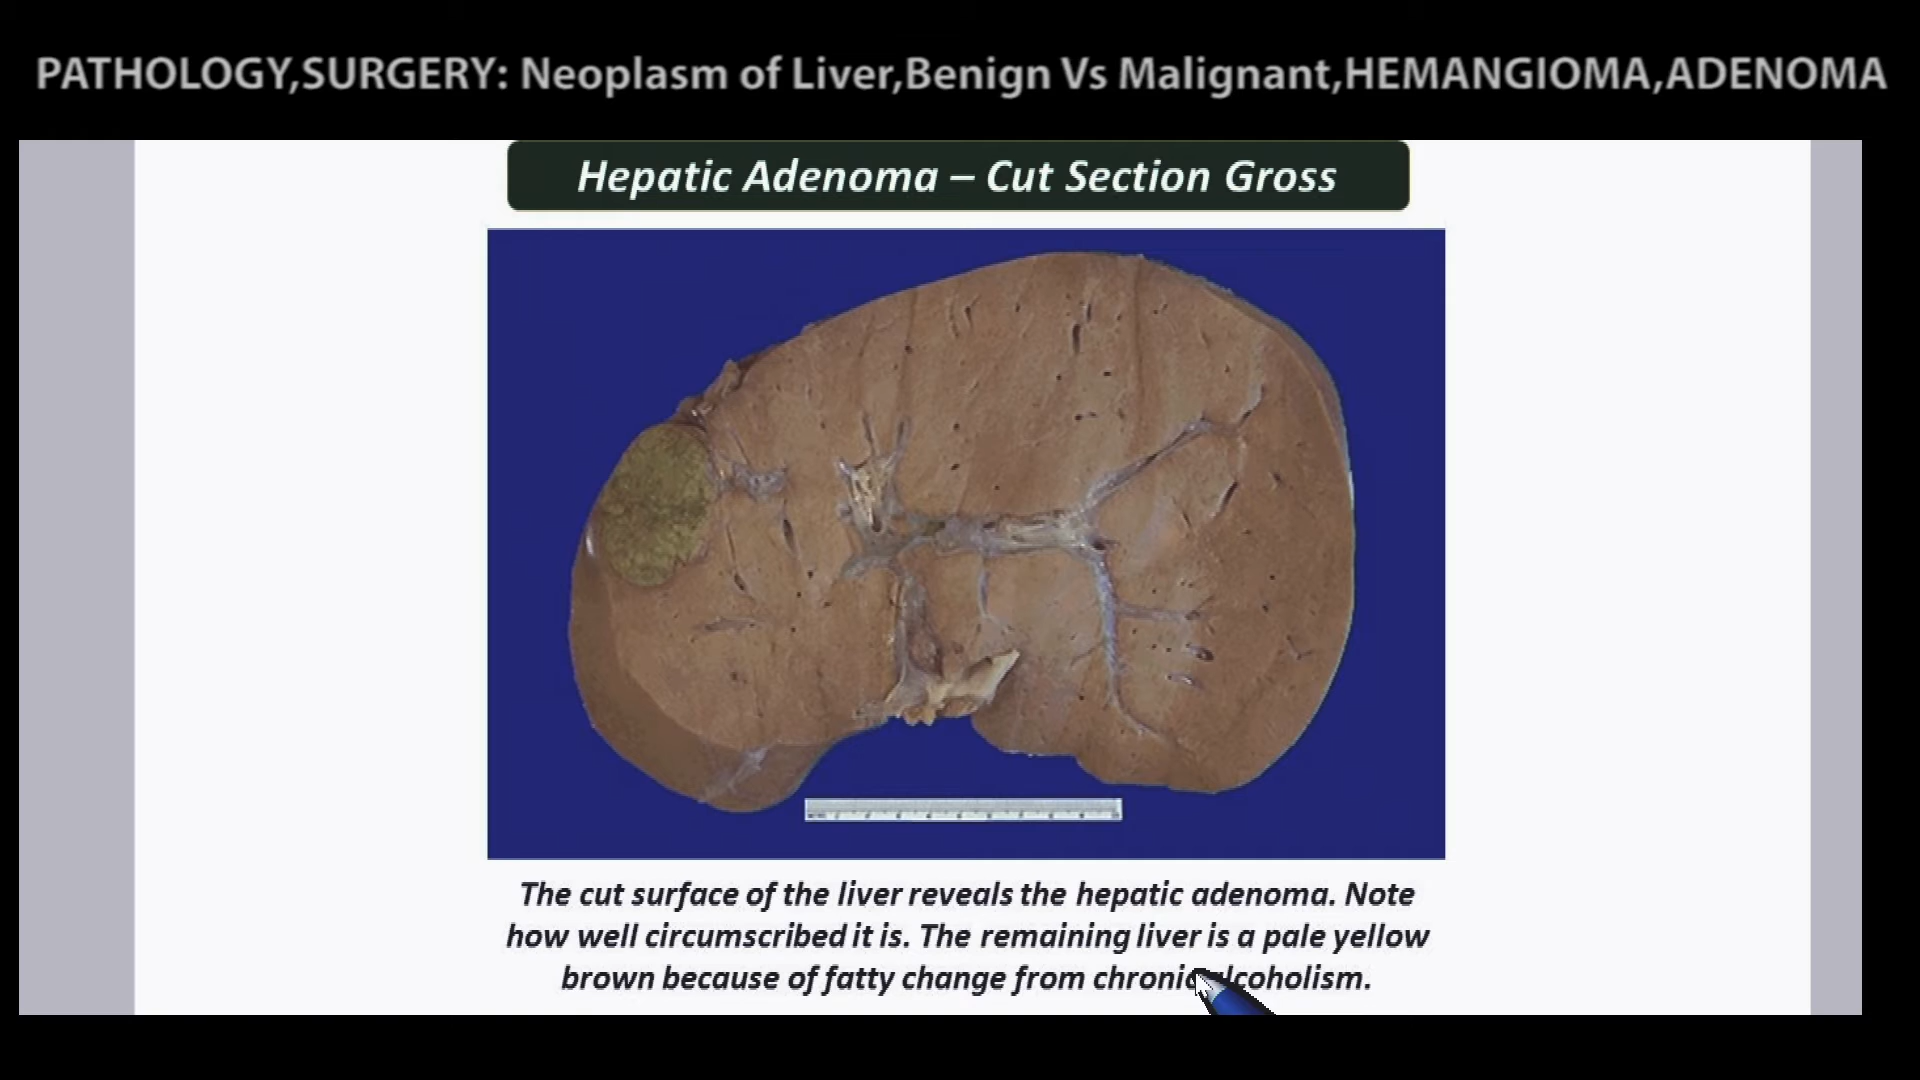 PATHOLOGY,SURGERY: Neoplasm of Liver,Benign Vs Malignant,HEMANGIOMA,ADENOMA
Hepatic Adenoma – Cut Section Gross
The cut surface of the liver reveals the hepatic adenoma. Note
how well circumscribed it is. The remaining liver is a pale yellow
brown because of fatty change from chronic alcoholism.